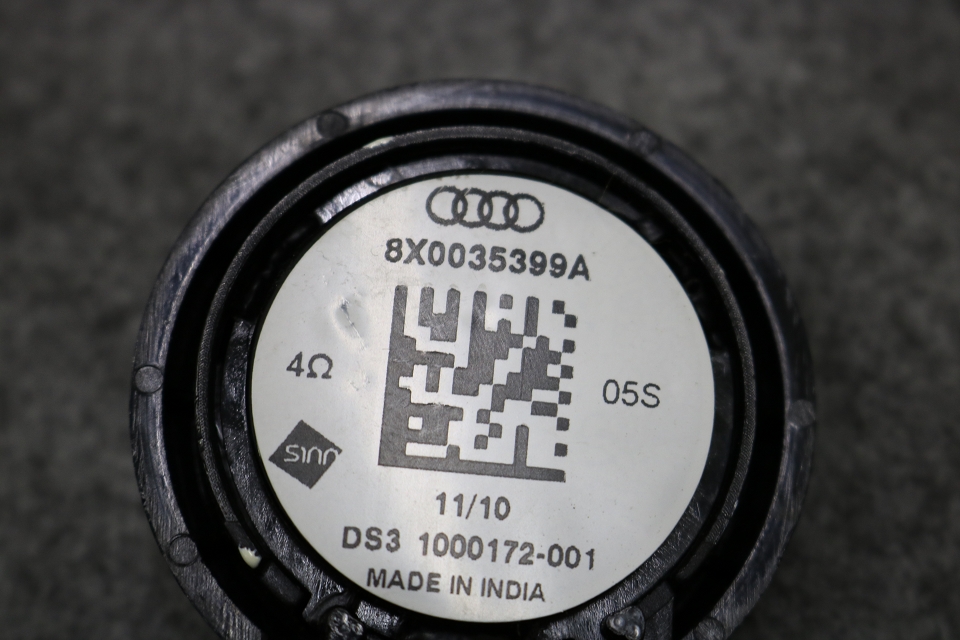 8X0035399A
4Ω
05S
11/10
DS3 1000172-001
MADE IN INDIA